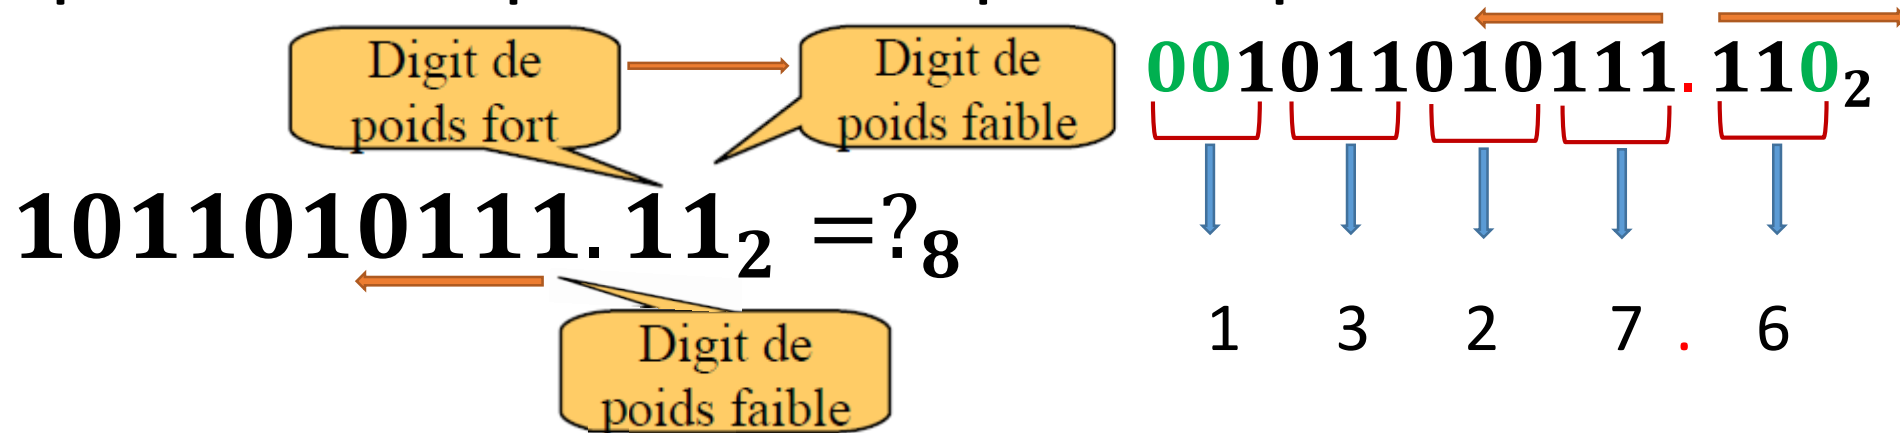 Digit de
poids fort
Digit de
poids faible
001011010111.110₂
1011010111.11₂ =?₈
1 3 2 7 . 6
Digit de
poids faible